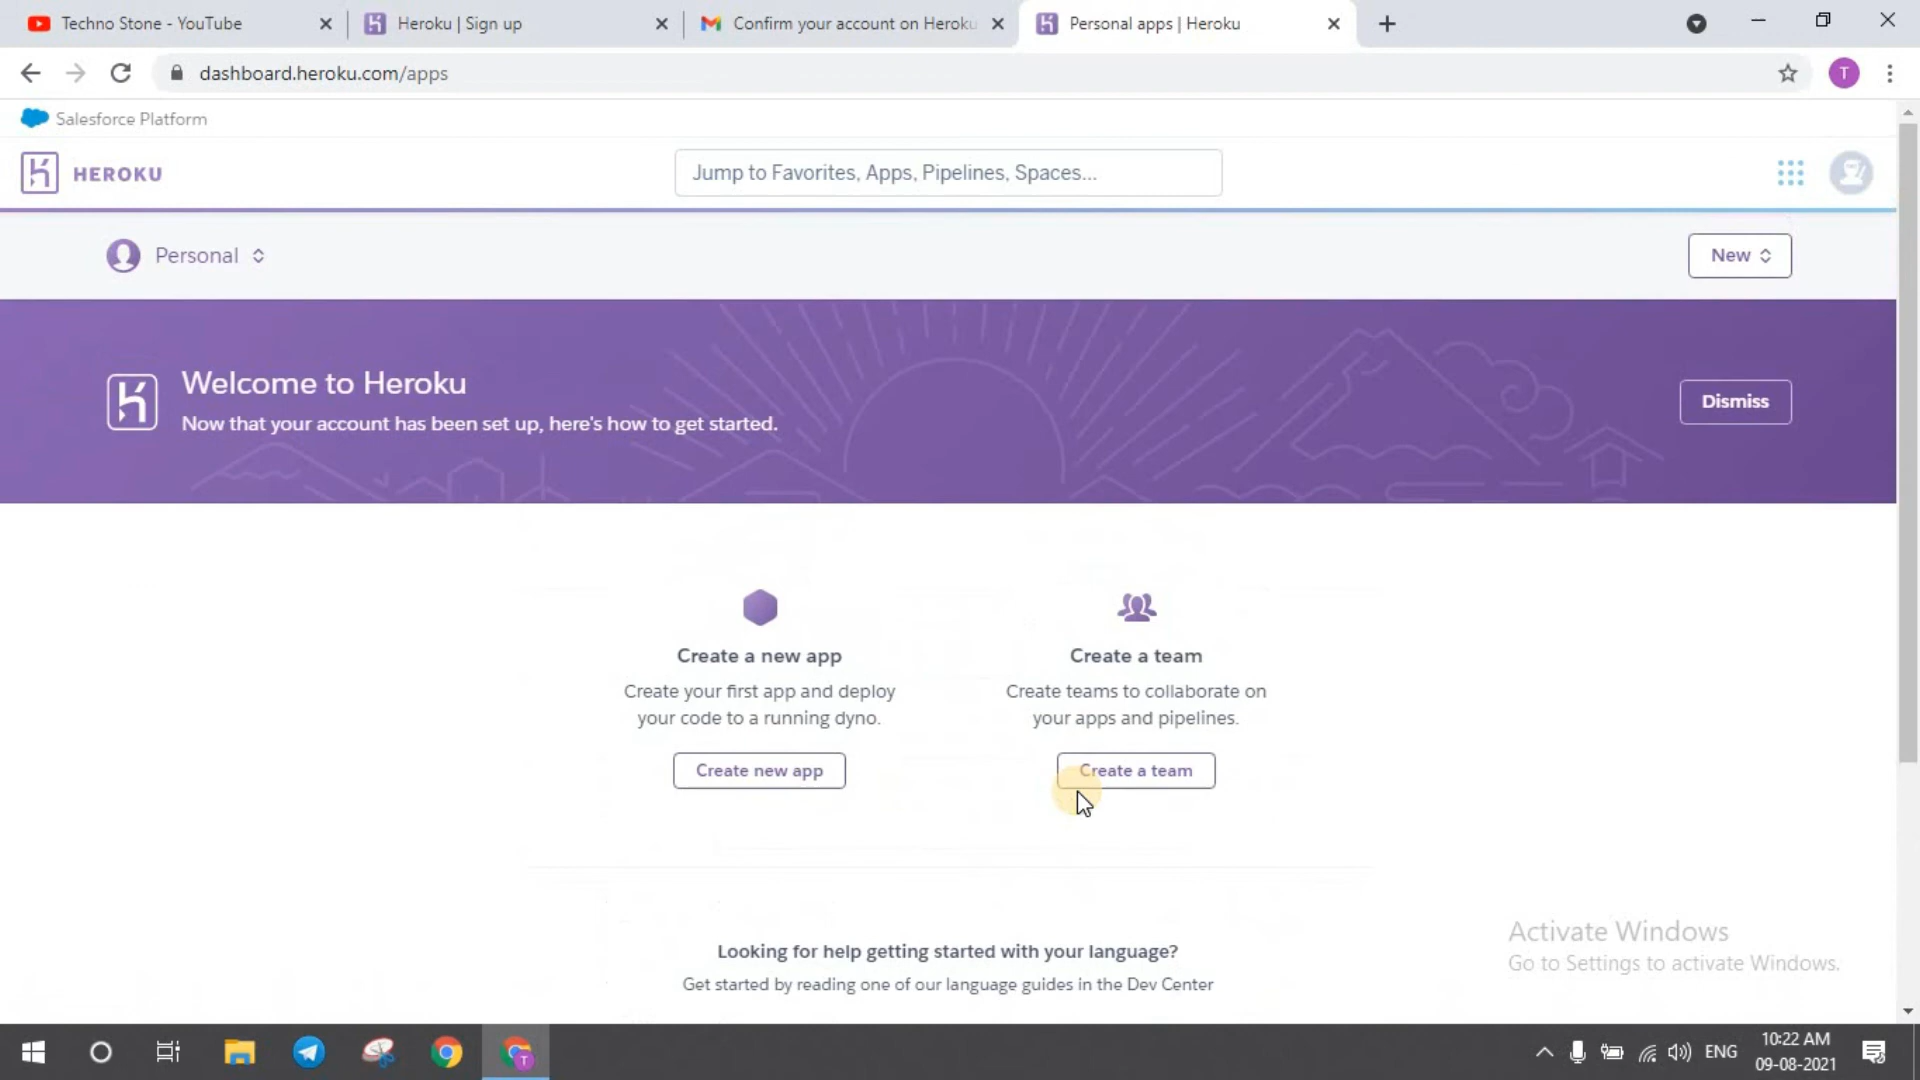 Techno Stone - YouTube
Heroku | Sign up
Confirm your account on Heroku
Personal apps | Heroku
T
dashboard.heroku.com/apps
Salesforce Platform
HEROKU
Jump to Favorites, Apps, Pipelines, Spaces...
Personal
New
Welcome to Heroku
Now that your account has been set up, here's how to get started.
Dismiss
Create a new app
Create your first app and deploy
your code to a running dyno.
Create new app
Create a team
Create teams to collaborate on
your apps and pipelines.
Create a team
Looking for help getting started with your language?
Get started by reading one of our language guides in the Dev Center
Activate Windows
Go to Settings to activate Windows.
T
ENG
10:22 AM
09-08-2021